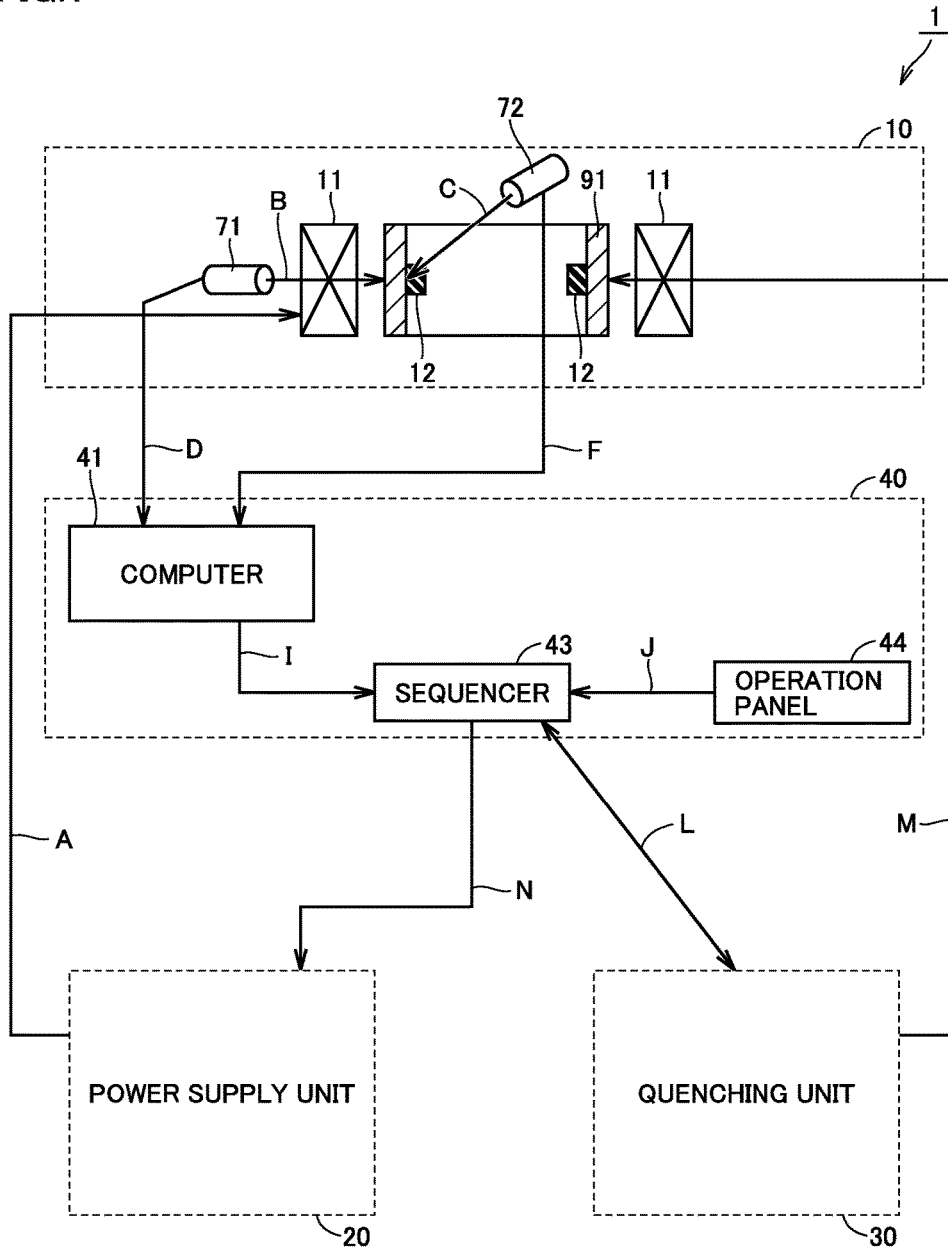 1
72
10
C
91
11
11
B
71
12
12
D
F
41
40
COMPUTER
I
43
J
44
SEQUENCER
OPERATION
PANEL
A
L
M
N
POWER SUPPLY UNIT
QUENCHING UNIT
20
30